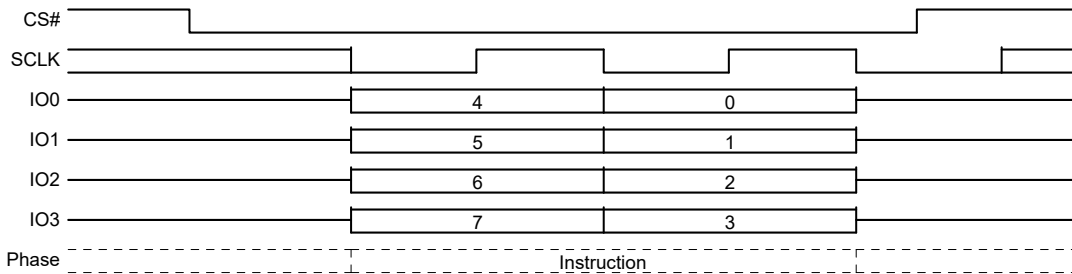 CS#
SCLK
IO0 4 0
IO1 5 1
IO2 6 2
IO3 7 3
Phase Instruction